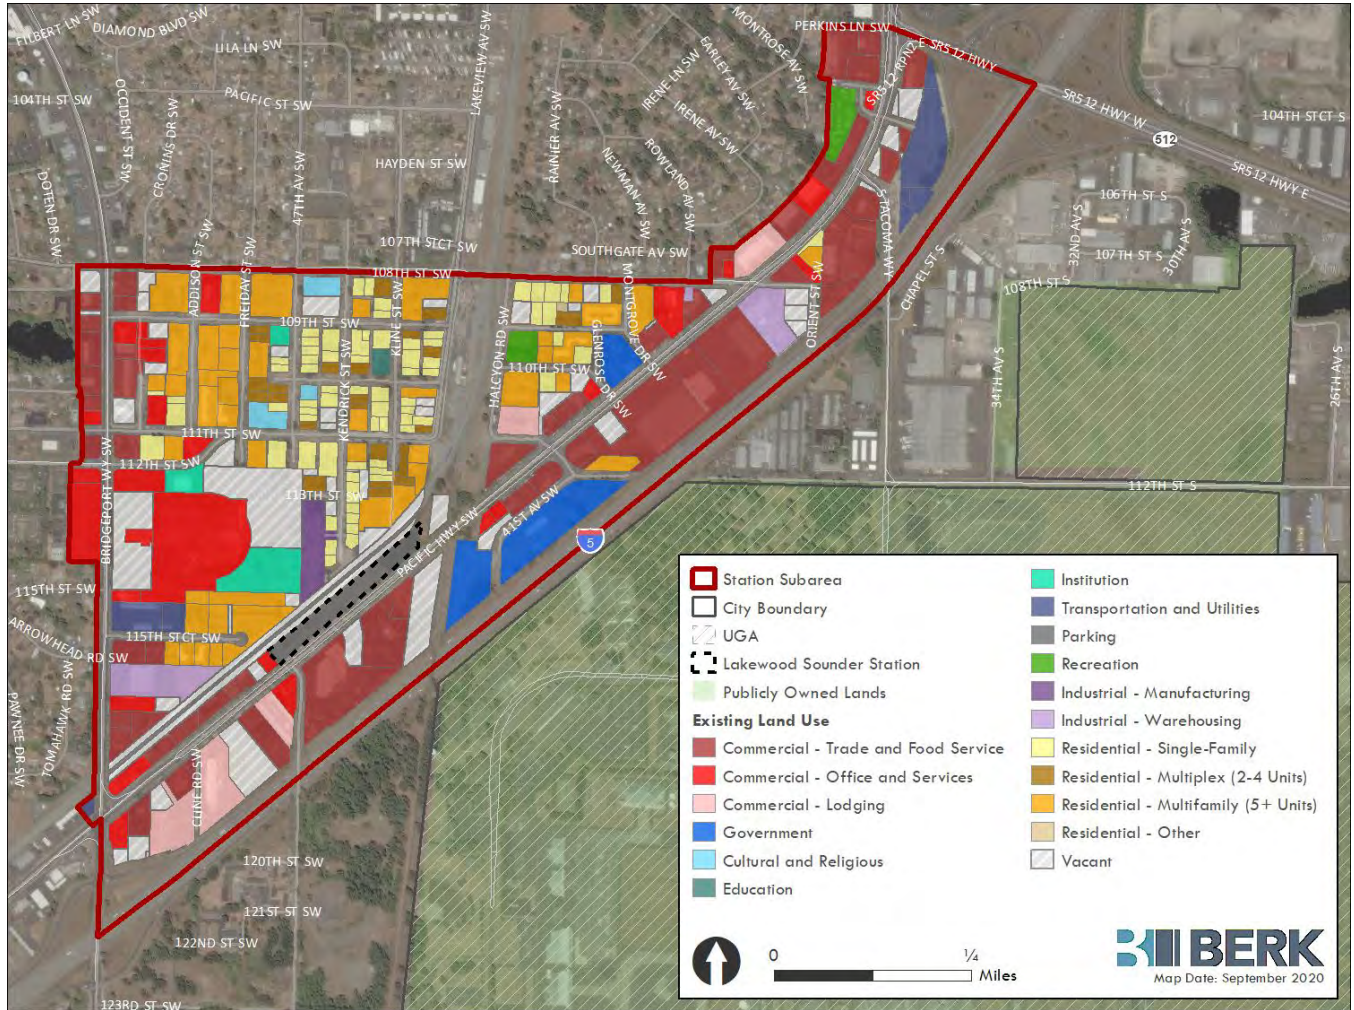 FILBERT LN SW
DIAMOND BLVD SW
LILA LN SW
LAKEVIEW AV SW
MONTROSE AV SW
PERKINS LN SW
EARLEY AV SW
IRENE LN SW
SR512 RPN2
E SR512 HWY
104TH ST SW
OCCIDENT ST SW
PACIFIC ST SW
CRONINS DR SW
IRENE AV SW
SR512 HWY W
104TH STCT S
512
SR512 HWY E
RAINIER AV SW
NEWMAN AV SW
ROWLAND AV SW
HAYDEN ST SW
DOTEN DR SW
47TH AV SW
106TH ST S
32ND AV S
107TH ST S
30TH AV S
S TACOMA WY
107TH STCT SW
SOUTHGATE AV SW
ADDISON ST SW
FREIDAY ST SW
108TH ST SW
MONTGROVE DR SW
CHAPEL ST S
108TH ST S
109TH ST SW
KLINE ST SW
HALCYON RD SW
GLENROSE DR SW
ORIENT ST SW
KENDRICK ST SW
110TH ST SW
34TH AV S
26TH AV S
111TH ST SW
112TH ST SW
BRIDGEPORT WY SW
113TH ST SW
112TH ST S
PACIFIC HWY SW
41ST AV SW
5
115TH ST SW
ARROWHEAD RD SW
115TH STCT SW
PAWNEE DR SW
TOMAHAWK RD SW
CLINE RD SW
120TH ST SW
121ST ST SW
122ND ST SW
123RD ST SW
Station Subarea
City Boundary
UGA
Lakewood Sounder Station
Publicly Owned Lands
Existing Land Use
Commercial - Trade and Food Service
Commercial - Office and Services
Commercial - Lodging
Government
Cultural and Religious
Education
Institution
Transportation and Utilities
Parking
Recreation
Industrial - Manufacturing
Industrial - Warehousing
Residential - Single-Family
Residential - Multiplex (2-4 Units)
Residential - Multifamily (5+ Units)
Residential - Other
Vacant
0 ¼
Miles
BERK
Map Date: September 2020